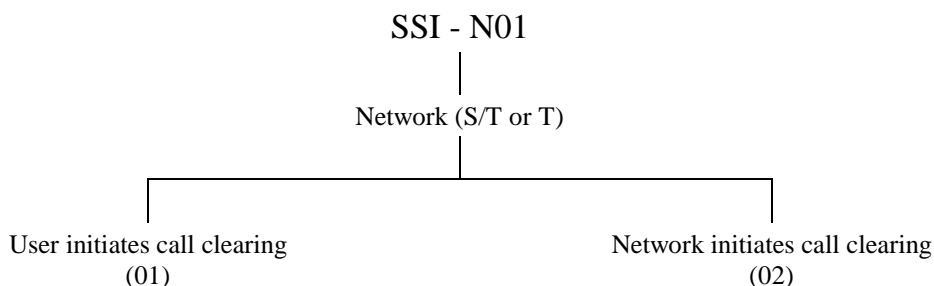 SSI - N01
Network (S/T or T)
User initiates call clearing
(01)
Network initiates call clearing
(02)